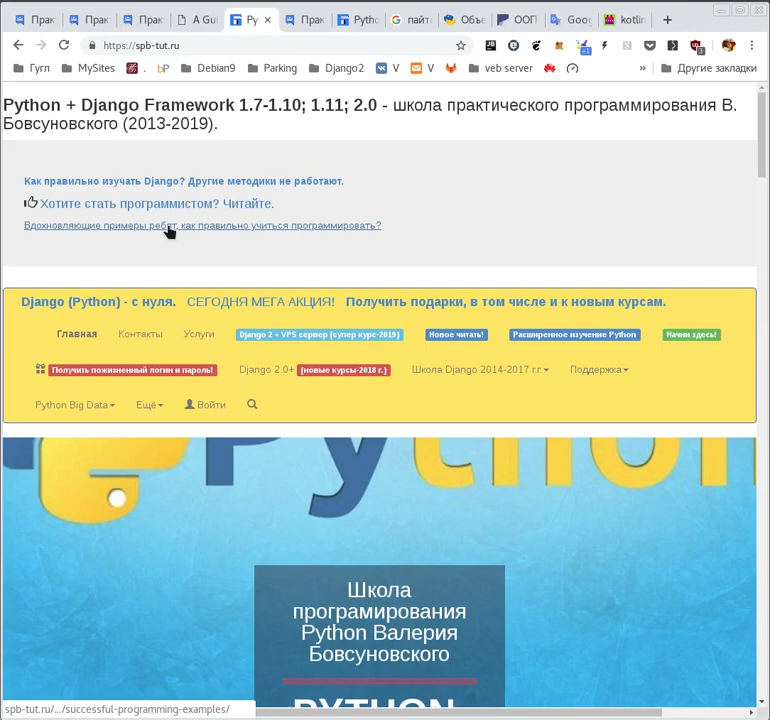 Прак
Прак
Прак
A Gu
Py
Прак
Pytho
пайт
Объе
ООП
Goog
kotlin
https://spb-tut.ru
Гугл
MySites
.
bP
Debian9
Parking
Django2
V
V
veb server
»
Другие закладки
Python + Django Framework 1.7-1.10; 1.11; 2.0 - школа практического программирования В.
Бовсуновского (2013-2019).
Как правильно изучать Django? Другие методики не работают.
Хотите стать программистом? Читайте.
Вдохновляющие примеры ребят, как правильно учиться программировать?
Django (Python) - с нуля. СЕГОДНЯ МЕГА АКЦИЯ! Получить подарки, в том числе и к новым курсам.
Главная Контакты Услуги Django 2 + VPS сервер (супер курс-2019) Новое читать! Расширенное изучение Python Начни здесь!
Получить пожизненный логин и пароль! Django 2.0+ (новые курсы-2018 г.) Школа Django 2014-2017 г.г. Поддержка
Python Big Data Ещё Войти
Py
thon
Школа
програмирования
Python Валерия
Бовсуновского
PYTHON
spb-tut.ru/.../successful-programming-examples/